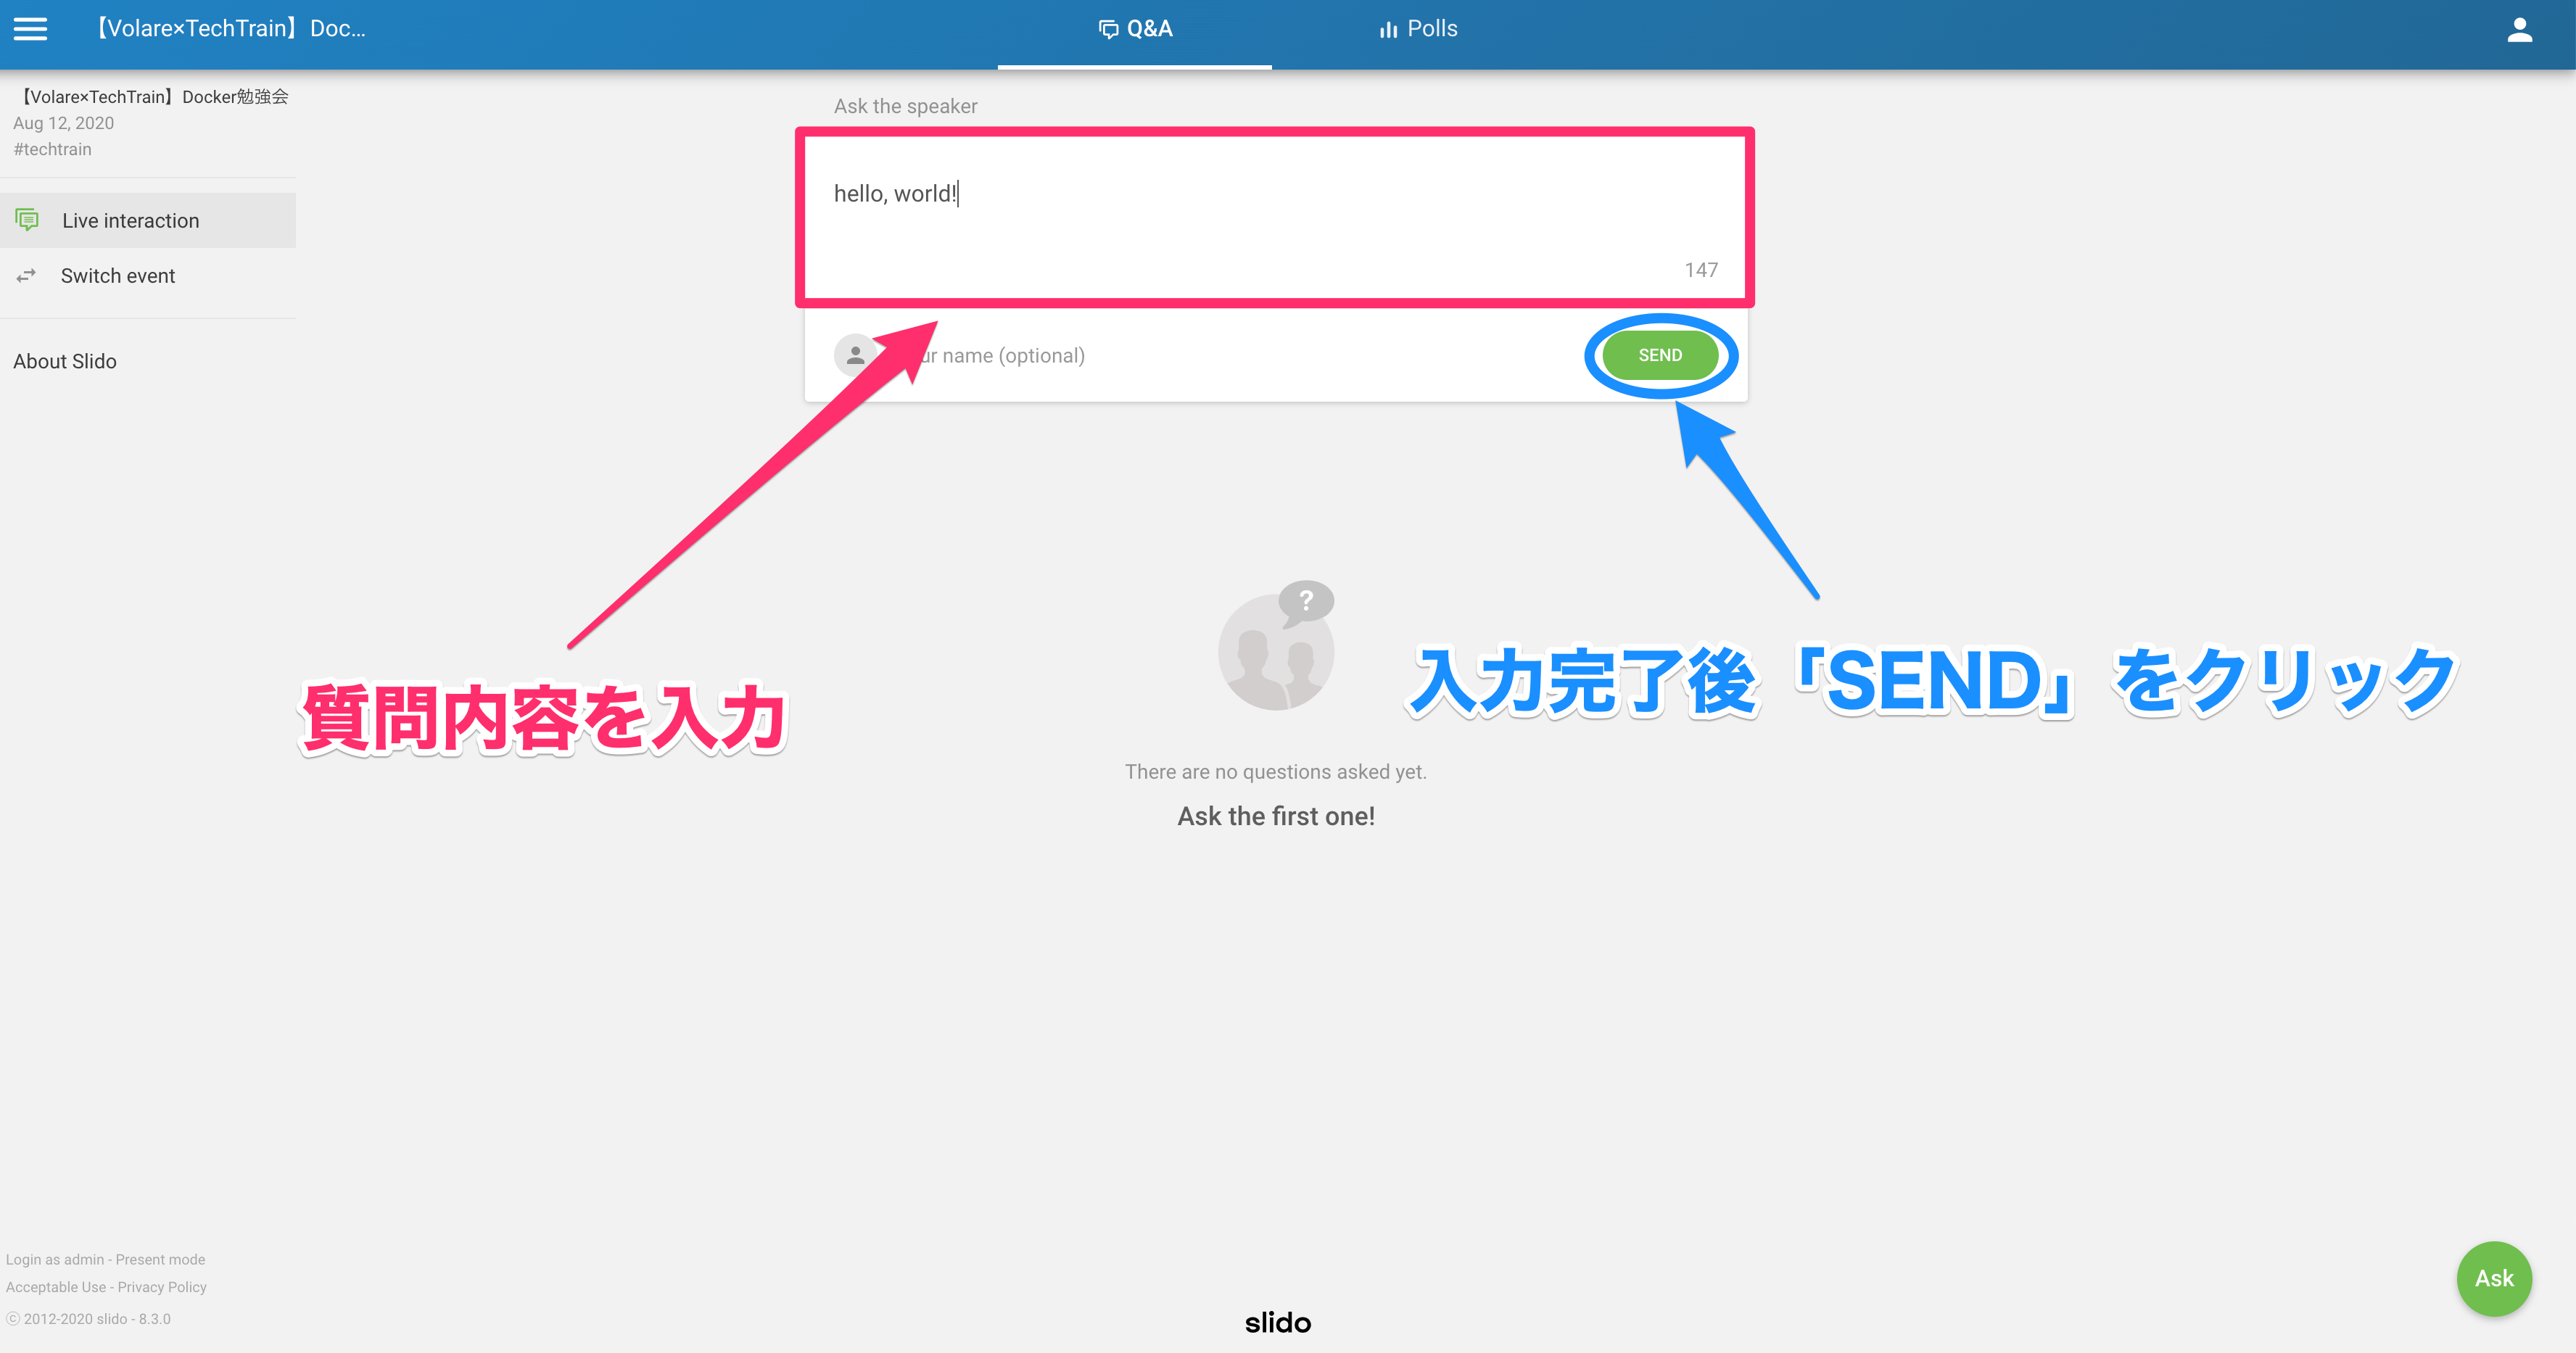 【Volare×TechTrain】Doc...
Q&A
Polls
【Volare×TechTrain】Docker勉強会
Aug 12, 2020
#techtrain
Live interaction
Switch event
About Slido
Ask the speaker
hello, world!
147
ur name (optional)
SEND
質問内容を入力
入力完了後「SEND」をクリック
?
There are no questions asked yet.
Ask the first one!
Login as admin - Present mode
Acceptable Use - Privacy Policy
© 2012-2020 slido - 8.3.0
slido
Ask